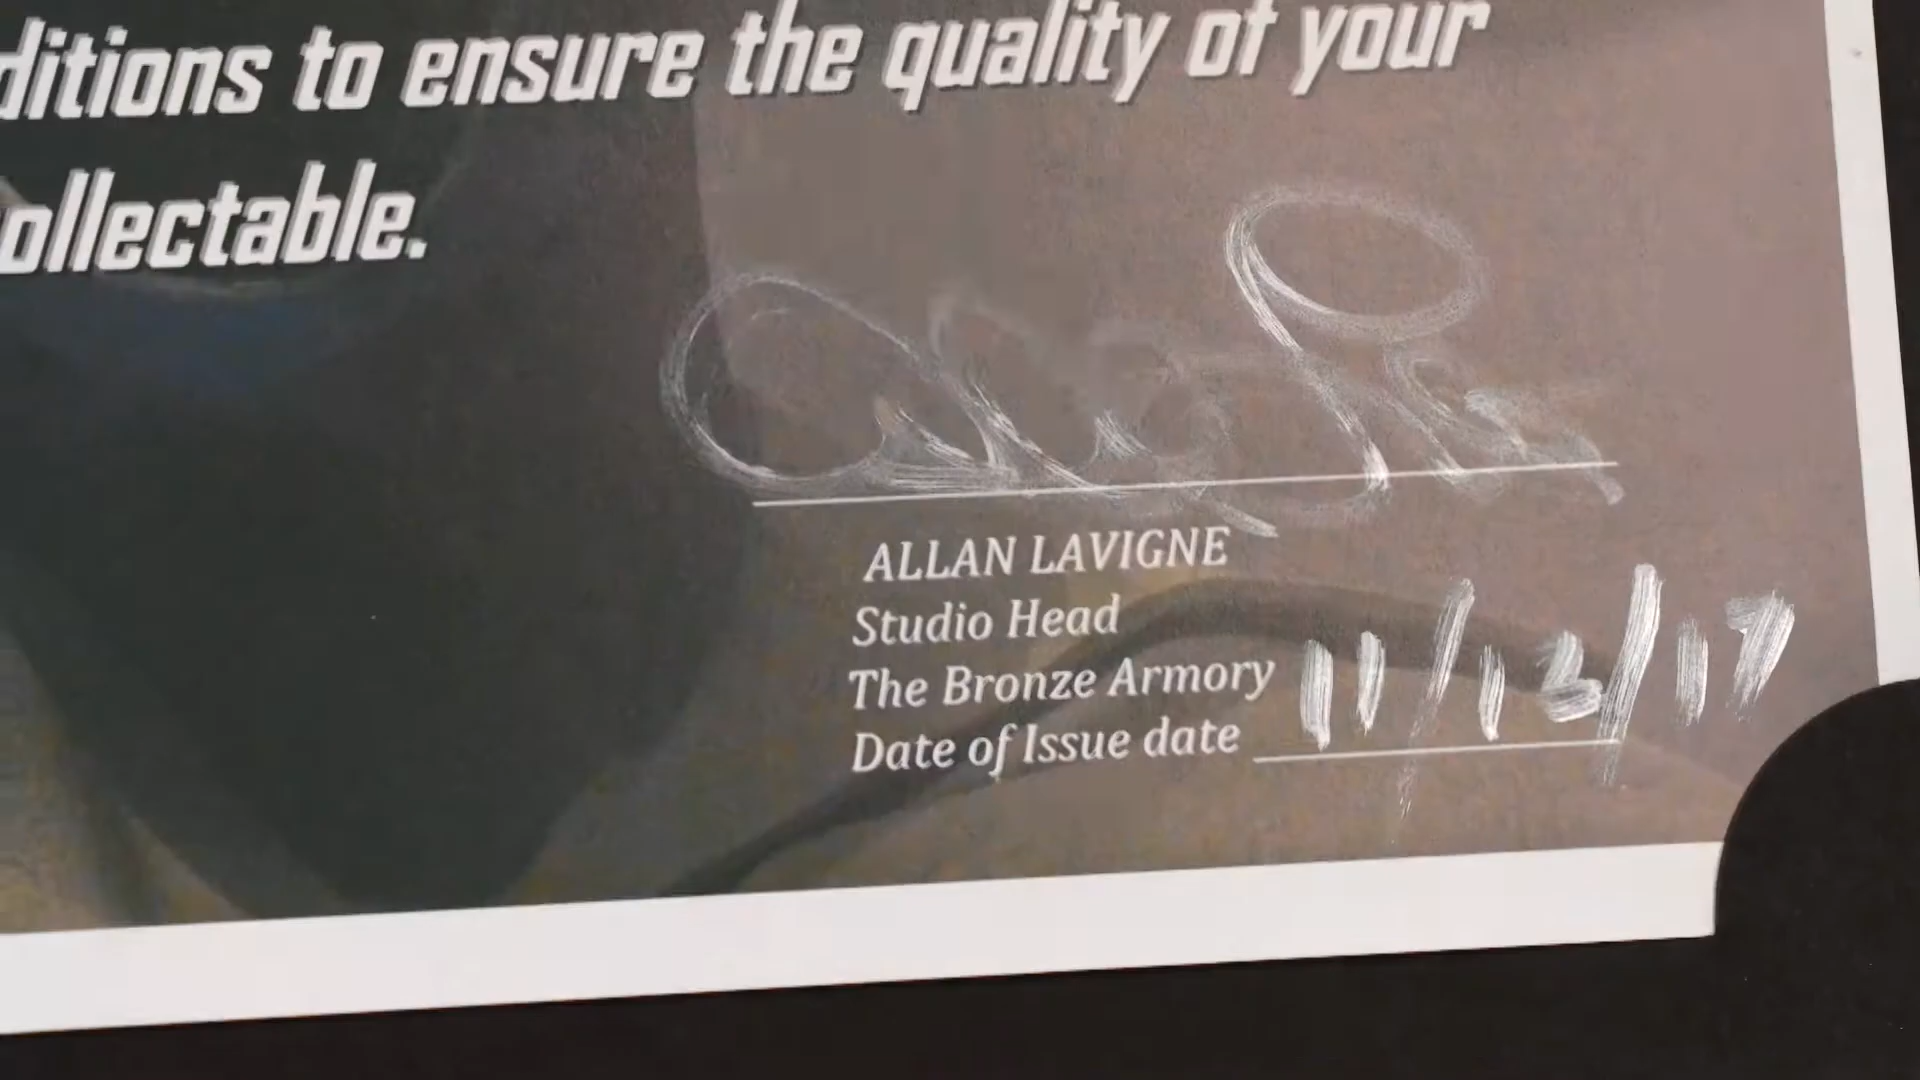 ditions to ensure the quality of your
ollectable.
ALLAN LAVIGNE
Studio Head
The Bronze Armory
Date of Issue date 11/13/17